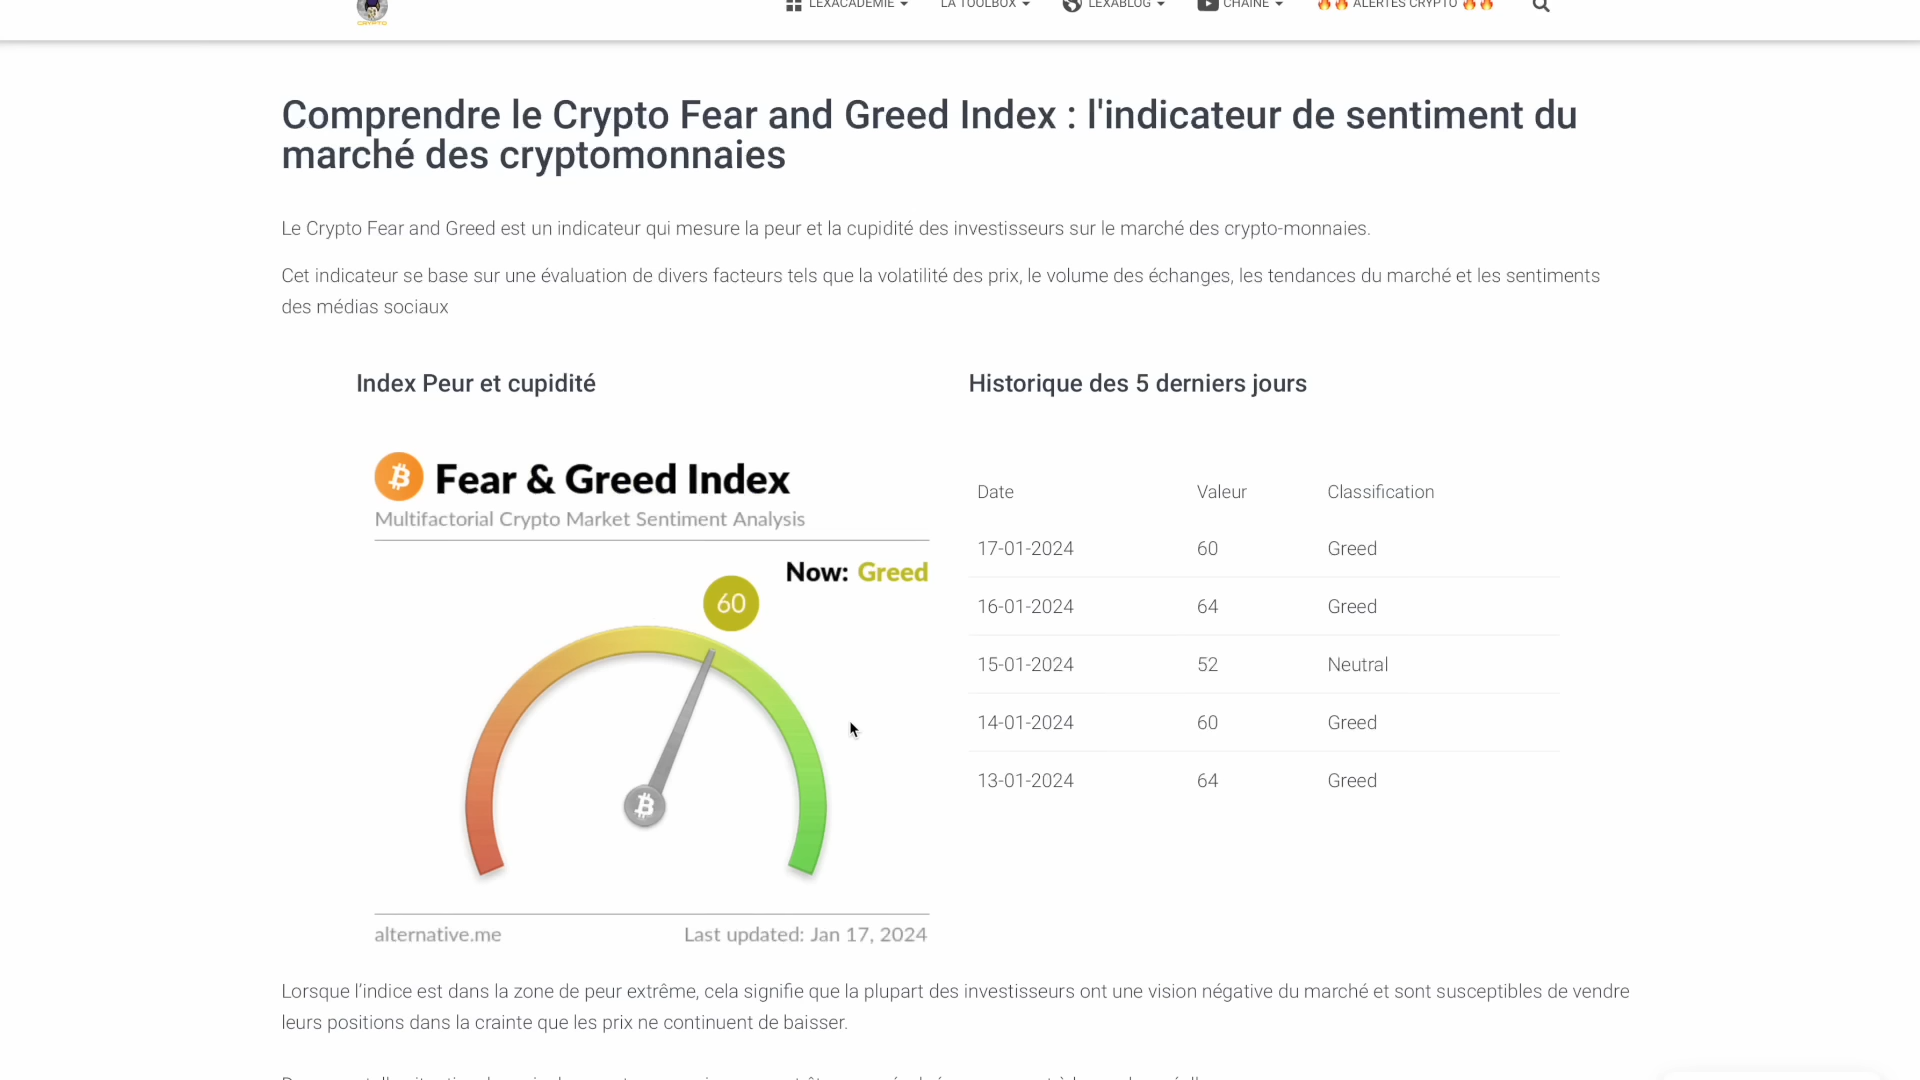 LEXACADEMIE
LA TOOLBOX
LEXABLOG
CHAINE
ALERTES CRYPTO
Comprendre le Crypto Fear and Greed Index : l'indicateur de sentiment du
marché des cryptomonnaies
Le Crypto Fear and Greed est un indicateur qui mesure la peur et la cupidité des investisseurs sur le marché des crypto-monnaies.
Cet indicateur se base sur une évaluation de divers facteurs tels que la volatilité des prix, le volume des échanges, les tendances du marché et les sentiments
des médias sociaux
Index Peur et cupidité
Fear & Greed Index
Multifactorial Crypto Market Sentiment Analysis
Now: Greed
60
alternative.me
Last updated: Jan 17, 2024
Historique des 5 derniers jours
Date Valeur Classification
17-01-2024 60 Greed
16-01-2024 64 Greed
15-01-2024 52 Neutral
14-01-2024 60 Greed
13-01-2024 64 Greed
Lorsque l’indice est dans la zone de peur extrême, cela signifie que la plupart des investisseurs ont une vision négative du marché et sont susceptibles de vendre
leurs positions dans la crainte que les prix ne continuent de baisser.